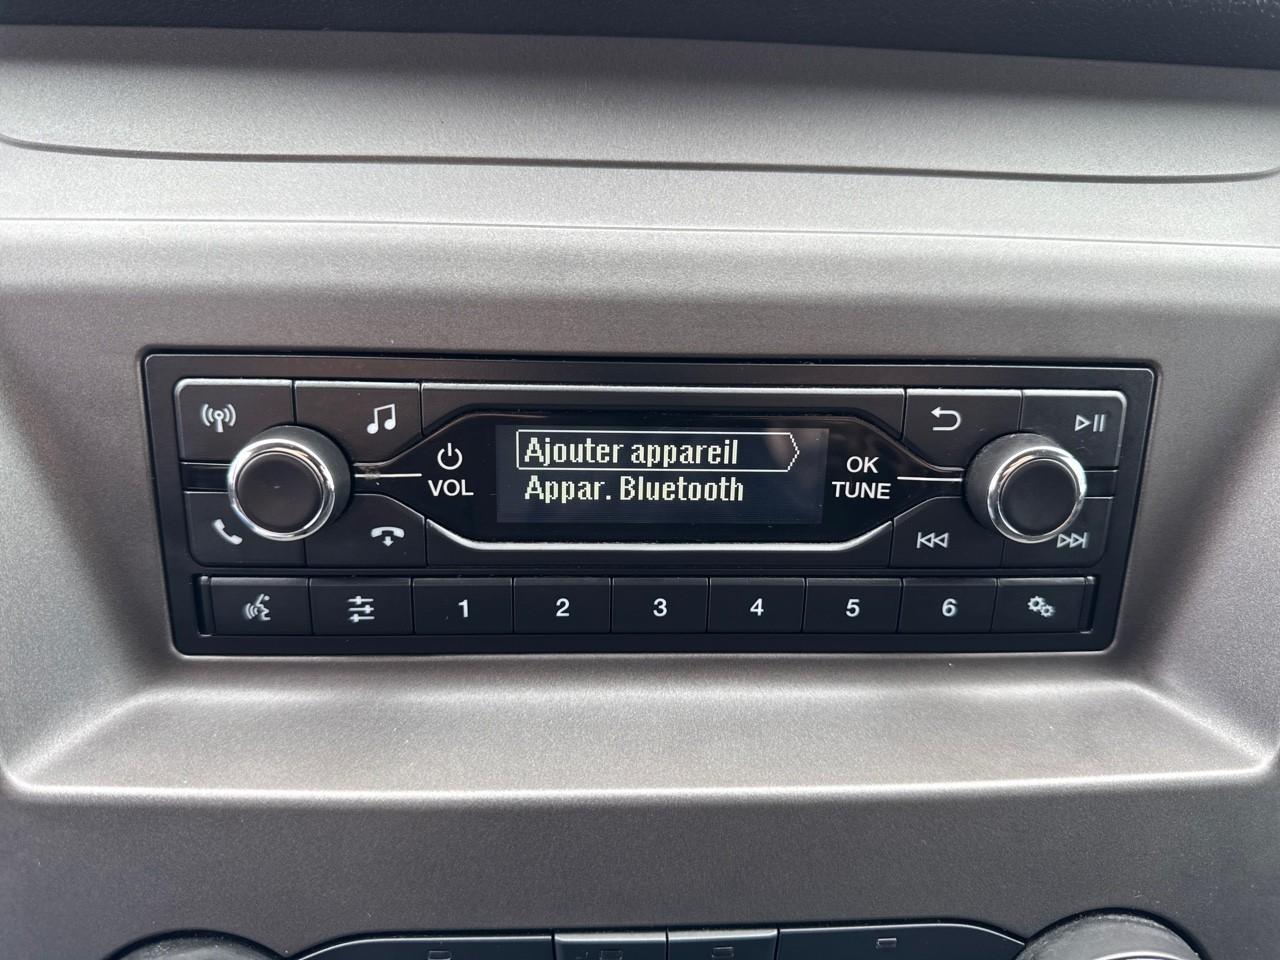 Ajouter appareil
Appar. Bluetooth
VOL
OK
TUNE
1 2 3 4 5 6